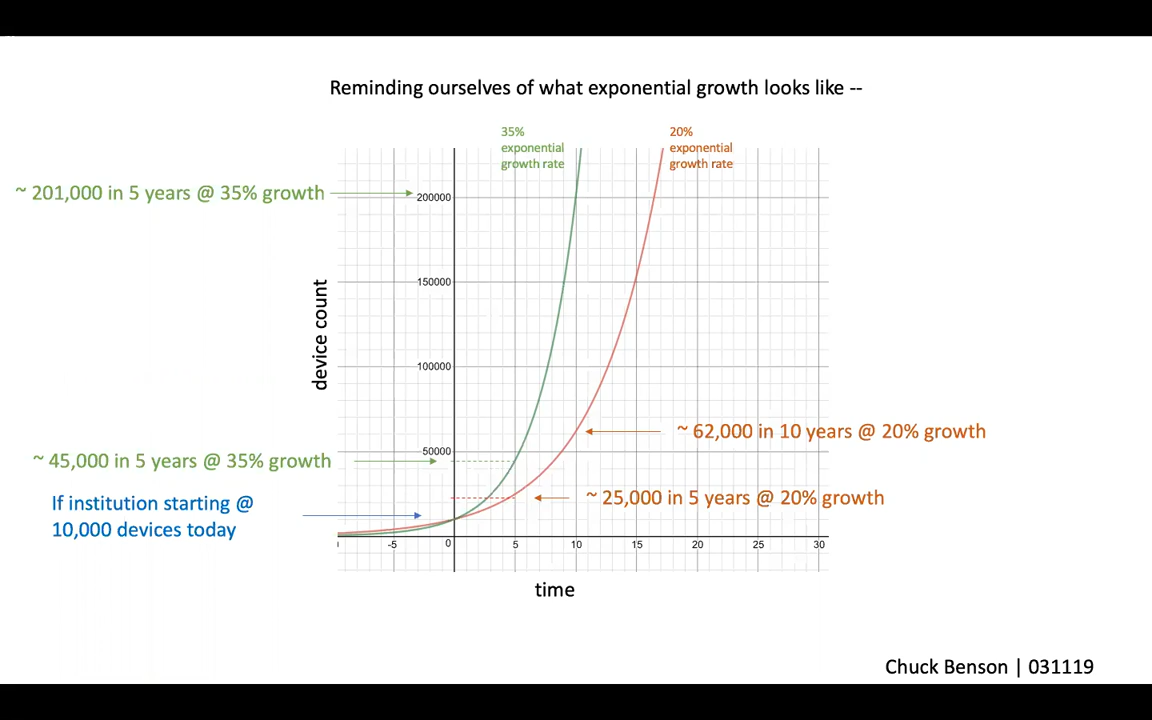 Reminding ourselves of what exponential growth looks like --
35%
exponential
growth rate
20%
exponential
growth rate
~ 201,000 in 5 years @ 35% growth
200000
150000
device count
100000
~ 62,000 in 10 years @ 20% growth
50000
~ 45,000 in 5 years @ 35% growth
~ 25,000 in 5 years @ 20% growth
If institution starting @
10,000 devices today
-5
0
5
10
15
20
25
30
time
Chuck Benson | 031119